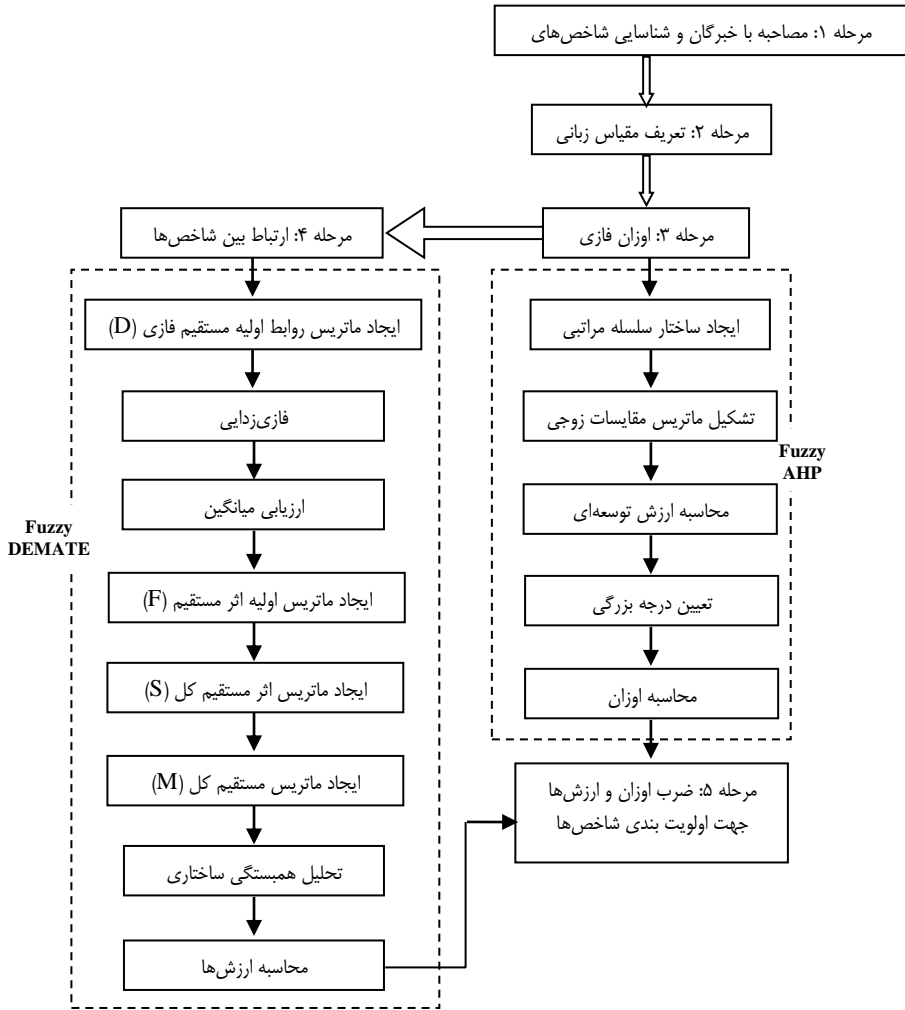 مرحله ۱: مصاحبه با خبرگان و شناسایی شاخص‌های
مرحله ۲: تعریف مقیاس زبانی
مرحله ۳: اوزان فازی
مرحله ۴: ارتباط بین شاخص‌ها
ایجاد ساختار سلسله مراتبی
تشکیل ماتریس مقایسات زوجی
محاسبه ارزش توسعه‌ای
تعیین درجه بزرگی
محاسبه اوزان
Fuzzy
AHP
ایجاد ماتریس روابط اولیه مستقیم فازی (D)
فازی‌زدایی
ارزیابی میانگین
ایجاد ماتریس اولیه اثر مستقیم (F)
ایجاد ماتریس اثر مستقیم کل (S)
ایجاد ماتریس مستقیم کل (M)
تحلیل همبستگی ساختاری
محاسبه ارزش‌ها
Fuzzy
DEMATE
مرحله ۵: ضرب اوزان و ارزش‌ها
جهت اولویت بندی شاخص‌ها